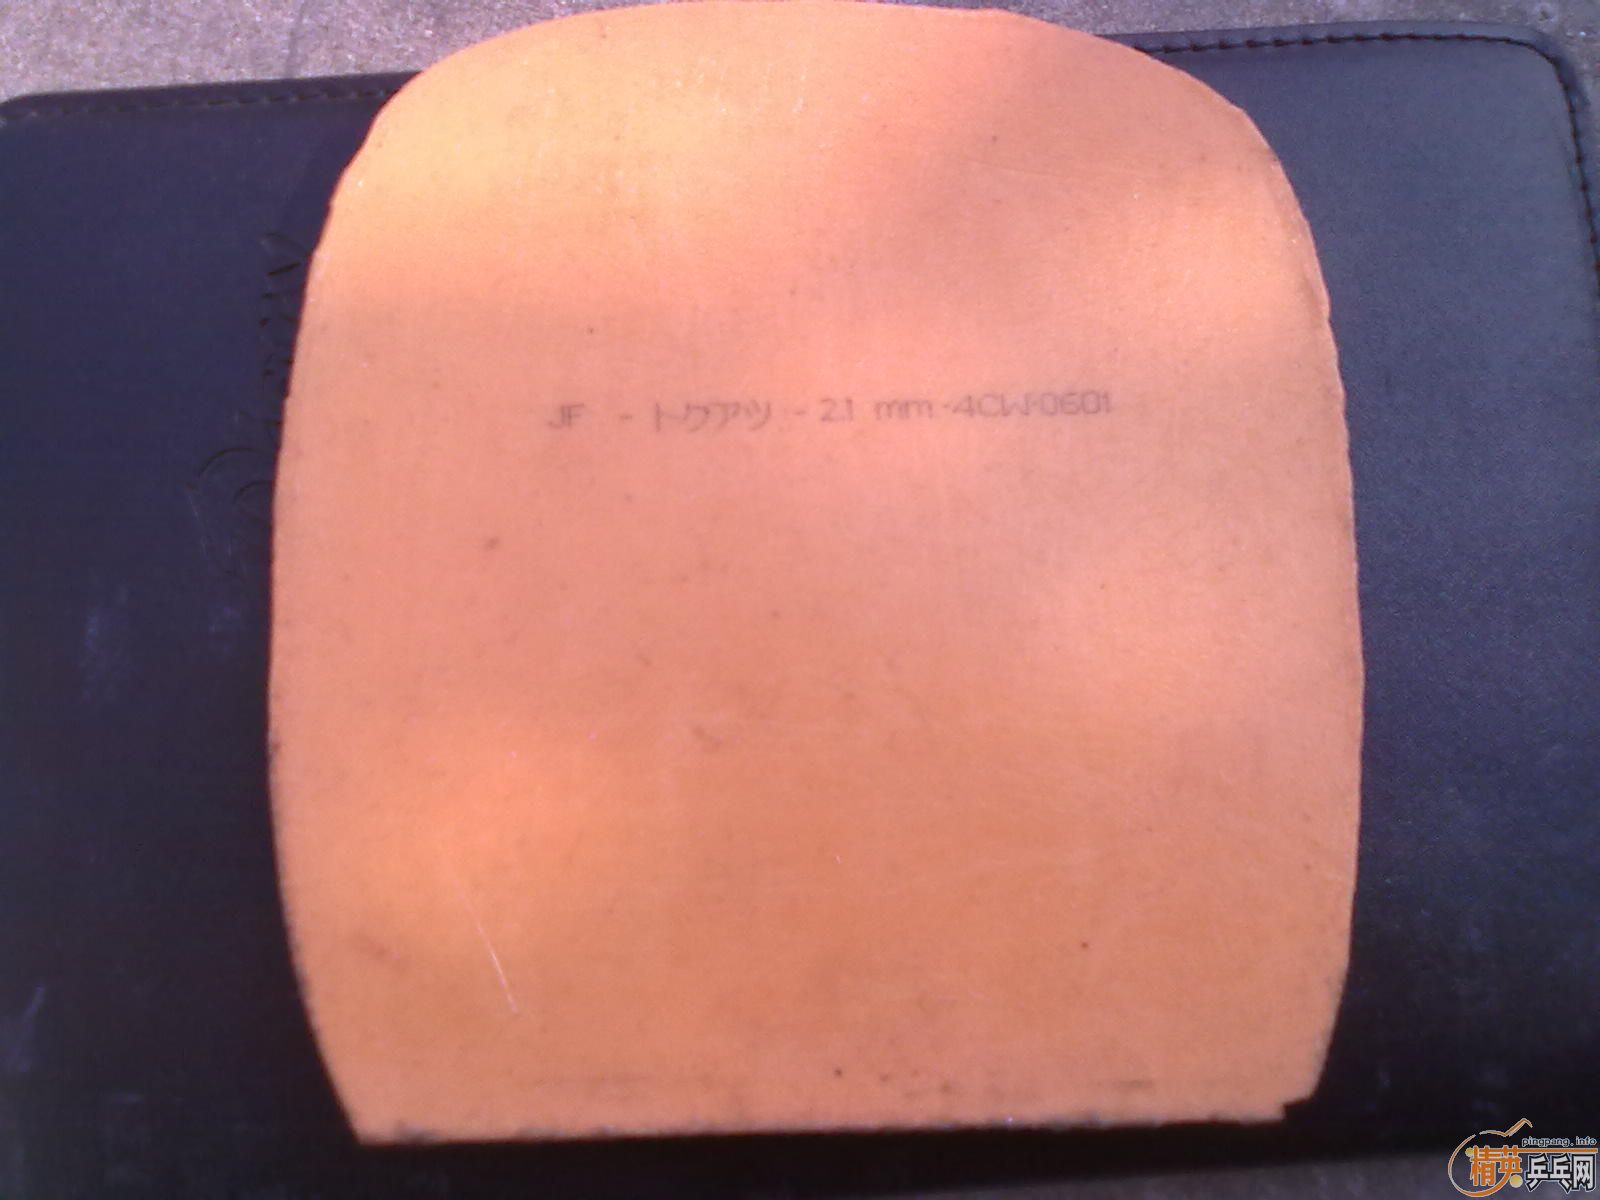 JF - トクアツ - 2.1 mm-4CW-0601
pingpang.info
精英乒乓网